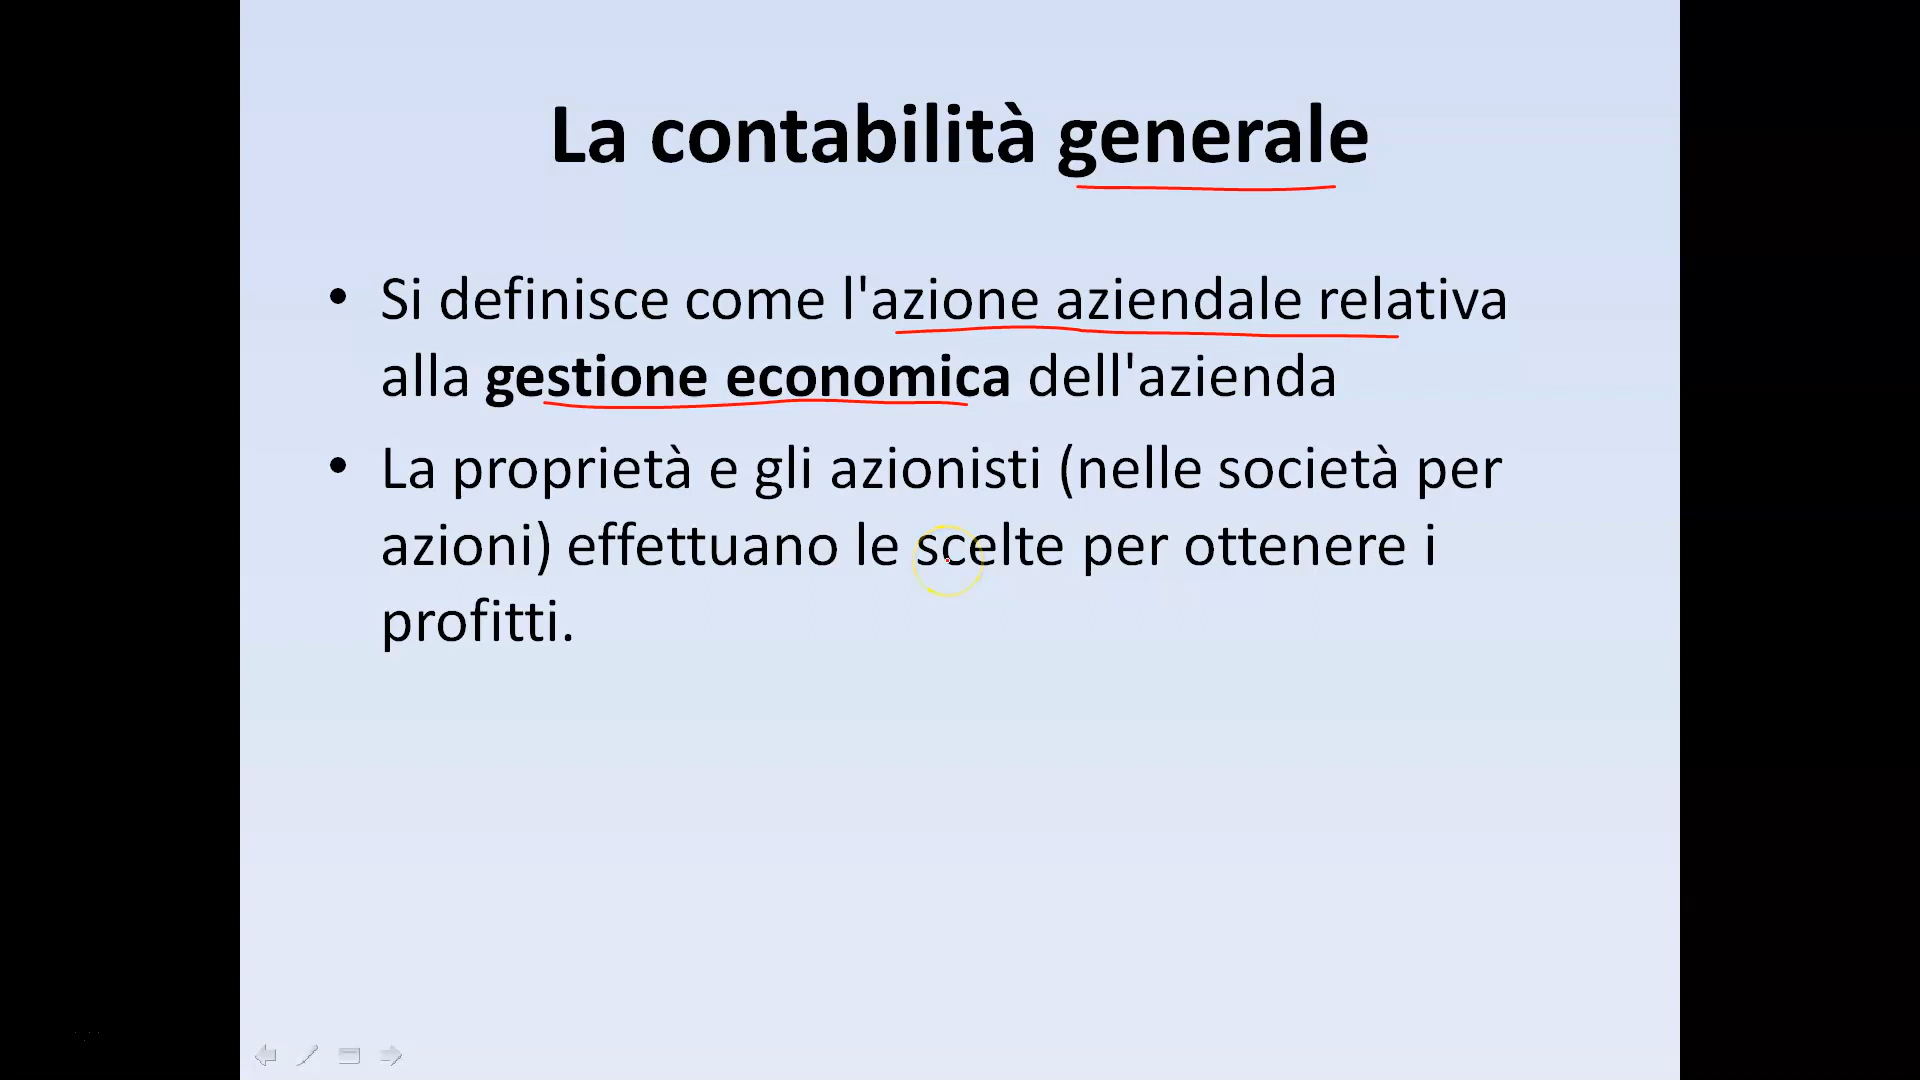 La contabilità generale
• Si definisce come l'azione aziendale relativa
alla gestione economica dell'azienda
• La proprietà e gli azionisti (nelle società per
azioni) effettuano le scelte per ottenere i
profitti.